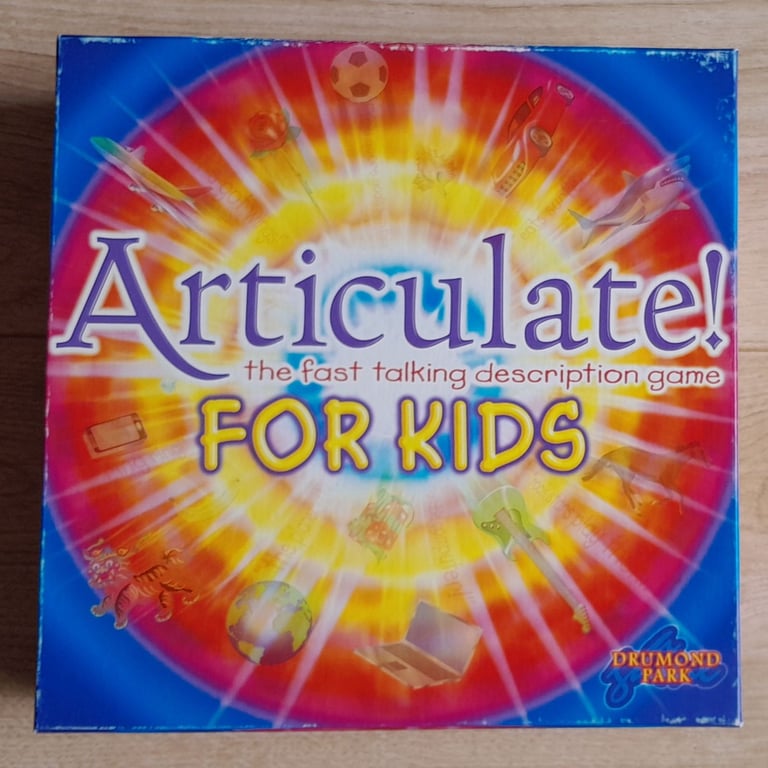 Articulate!
the fast talking description game
FOR KIDS
DRUMOND
PARK